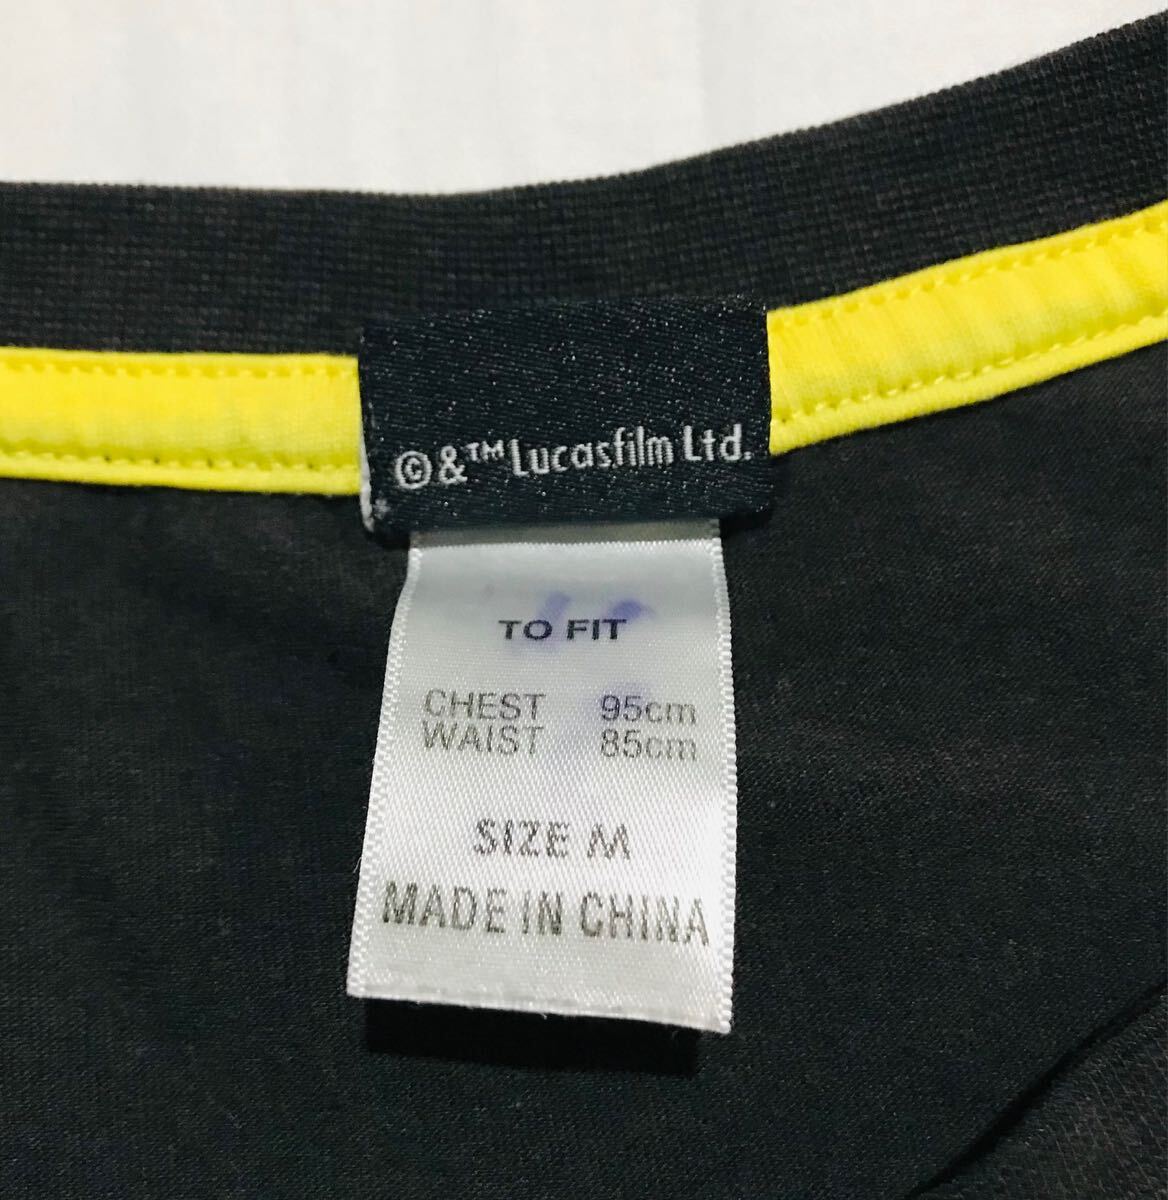 ©&™Lucasfilm Ltd.
TO FIT
CHEST 95cm
WAIST 85cm
SIZE M
MADE IN CHINA